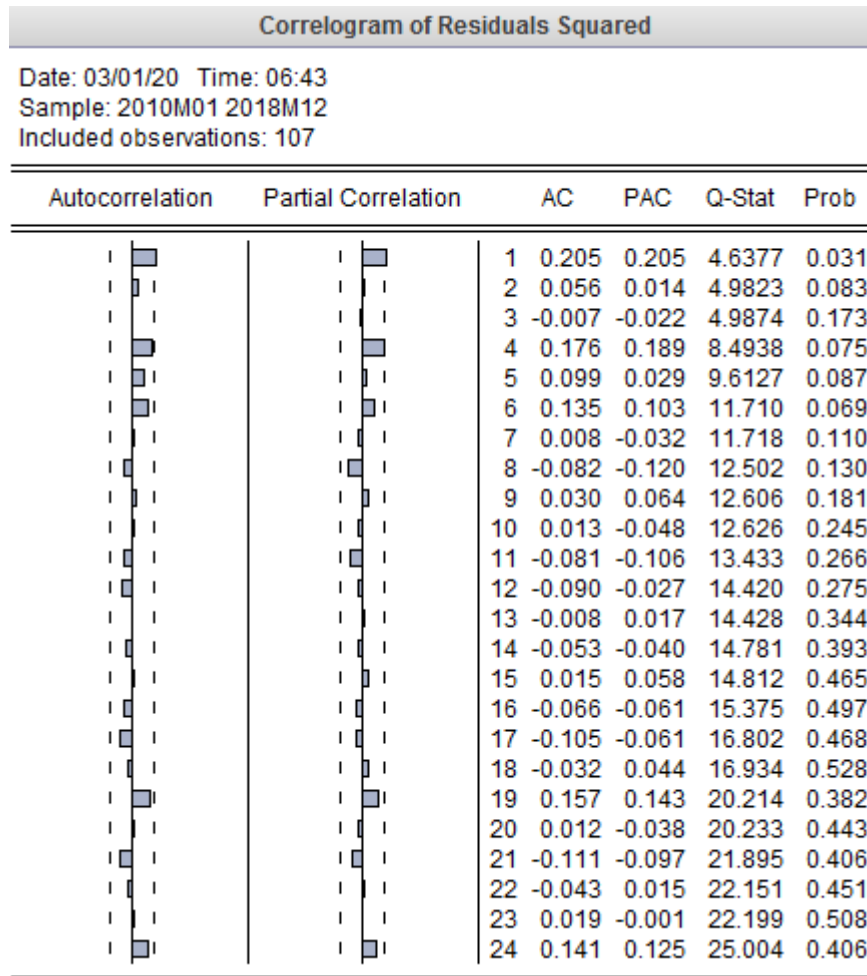 Correlogram of Residuals Squared
Date: 03/01/20 Time: 06:43
Sample: 2010M01 2018M12
Included observations: 107
Autocorrelation Partial Correlation AC PAC Q-Stat Prob
1 0.205 0.205 4.6377 0.031
2 0.056 0.014 4.9823 0.083
3 -0.007 -0.022 4.9874 0.173
4 0.176 0.189 8.4938 0.075
5 0.099 0.029 9.6127 0.087
6 0.135 0.103 11.710 0.069
7 0.008 -0.032 11.718 0.110
8 -0.082 -0.120 12.502 0.130
9 0.030 0.064 12.606 0.181
10 0.013 -0.048 12.626 0.245
11 -0.081 -0.106 13.433 0.266
12 -0.090 -0.027 14.420 0.275
13 -0.008 0.017 14.428 0.344
14 -0.053 -0.040 14.781 0.393
15 0.015 0.058 14.812 0.465
16 -0.066 -0.061 15.375 0.497
17 -0.105 -0.061 16.802 0.468
18 -0.032 0.044 16.934 0.528
19 0.157 0.143 20.214 0.382
20 0.012 -0.038 20.233 0.443
21 -0.111 -0.097 21.895 0.406
22 -0.043 0.015 22.151 0.451
23 0.019 -0.001 22.199 0.508
24 0.141 0.125 25.004 0.406